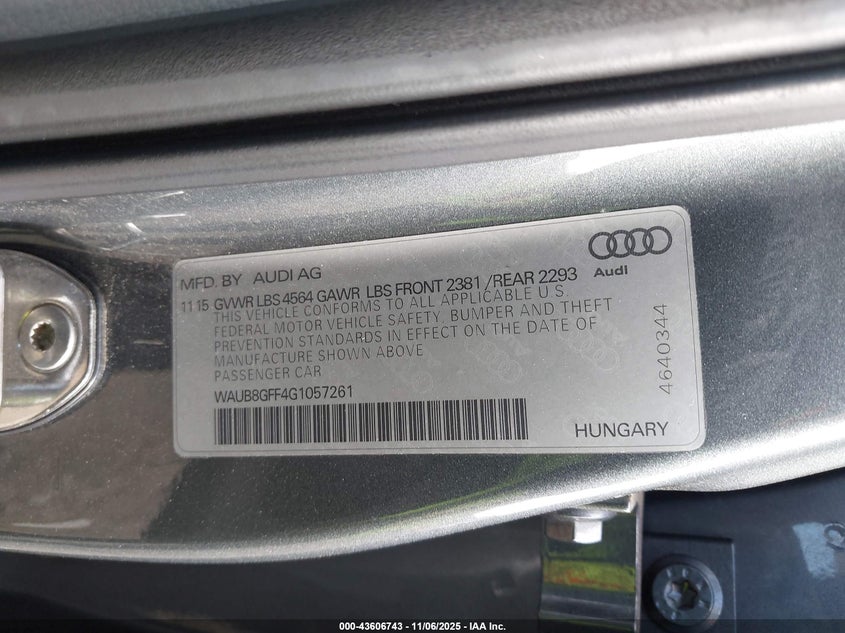 MFD. BY AUDI AG
Audi
11 15 GVWR LBS 4564 GAWR LBS FRONT 2381 /REAR 2293
THIS VEHICLE CONFORMS TO ALL APPLICABLE U.S.
FEDERAL MOTOR VEHICLE SAFETY, BUMPER AND THEFT
PREVENTION STANDARDS IN EFFECT ON THE DATE OF
MANUFACTURE SHOWN ABOVE
PASSENGER CAR
WAUB8GFF4G1057261
4640344
HUNGARY
000-43606743 - 11/06/2025 - IAA Inc.